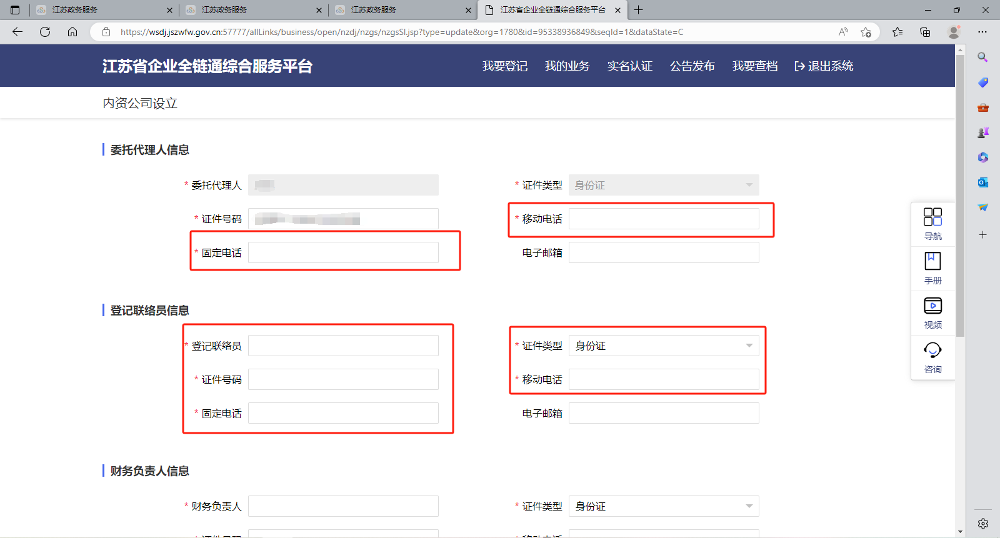 江苏政务服务
江苏政务服务
江苏政务服务
江苏省企业全链通综合服务平台
https://wsdj.jszwfw.gov.cn:57777/allLinks/business/open/nzdj/nzgs/nzgsSl.jsp?type=update&org=1780&id=95338936849&seqId=1&dataState=C
江苏省企业全链通综合服务平台
我要登记 我的业务 实名认证 公告发布 我要查档 退出系统
内资公司设立
委托代理人信息
* 委托代理人
* 证件类型 身份证
* 证件号码
* 移动电话
* 固定电话
电子邮箱
登记联络员信息
* 登记联络员
* 证件类型 身份证
* 证件号码
* 移动电话
* 固定电话
电子邮箱
财务负责人信息
* 财务负责人
* 证件类型 身份证
导航
手册
视频
咨询